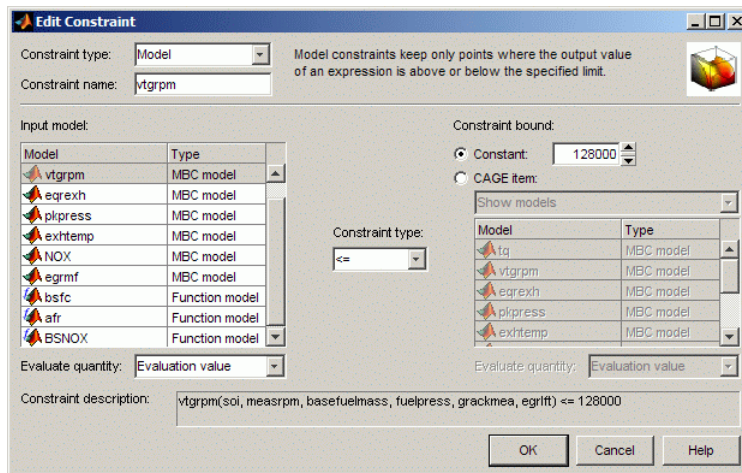 Edit Constraint
Constraint type: Model
Model constraints keep only points where the output value
of an expression is above or below the specified limit.
Constraint name: vtgrpm
Input model:
Model Type
vtgrpm MBC model
eqrexh MBC model
pkpress MBC model
exhtemp MBC model
NOX MBC model
egrmf MBC model
bsfc Function model
afr Function model
BSNOX Function model
Evaluate quantity: Evaluation value
Constraint type:
<=
Constraint bound:
Constant: 128000
CAGE item:
Show models
Model Type
tq MBC model
vtgrpm MBC model
eqrexh MBC model
pkpress MBC model
exhtemp MBC model
Evaluate quantity: Evaluation value
Constraint description: vtgrpm(soi, measrpm, basefuelmass, fuelpress, grackmea, egrlft) <= 128000
OK Cancel Help